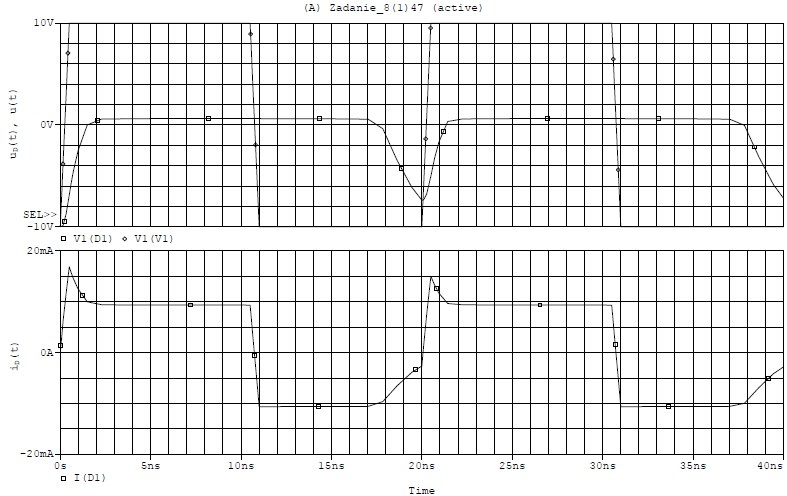 (A) Zadanie_8(1)47 (active)
10V
u_D(t), u(t)
0V
SEL>>
-10V
V1(D1) V1(V1)
20mA
i_D(t)
0A
-20mA
0s 5ns 10ns 15ns 20ns 25ns 30ns 35ns 40ns
I(D1)
Time